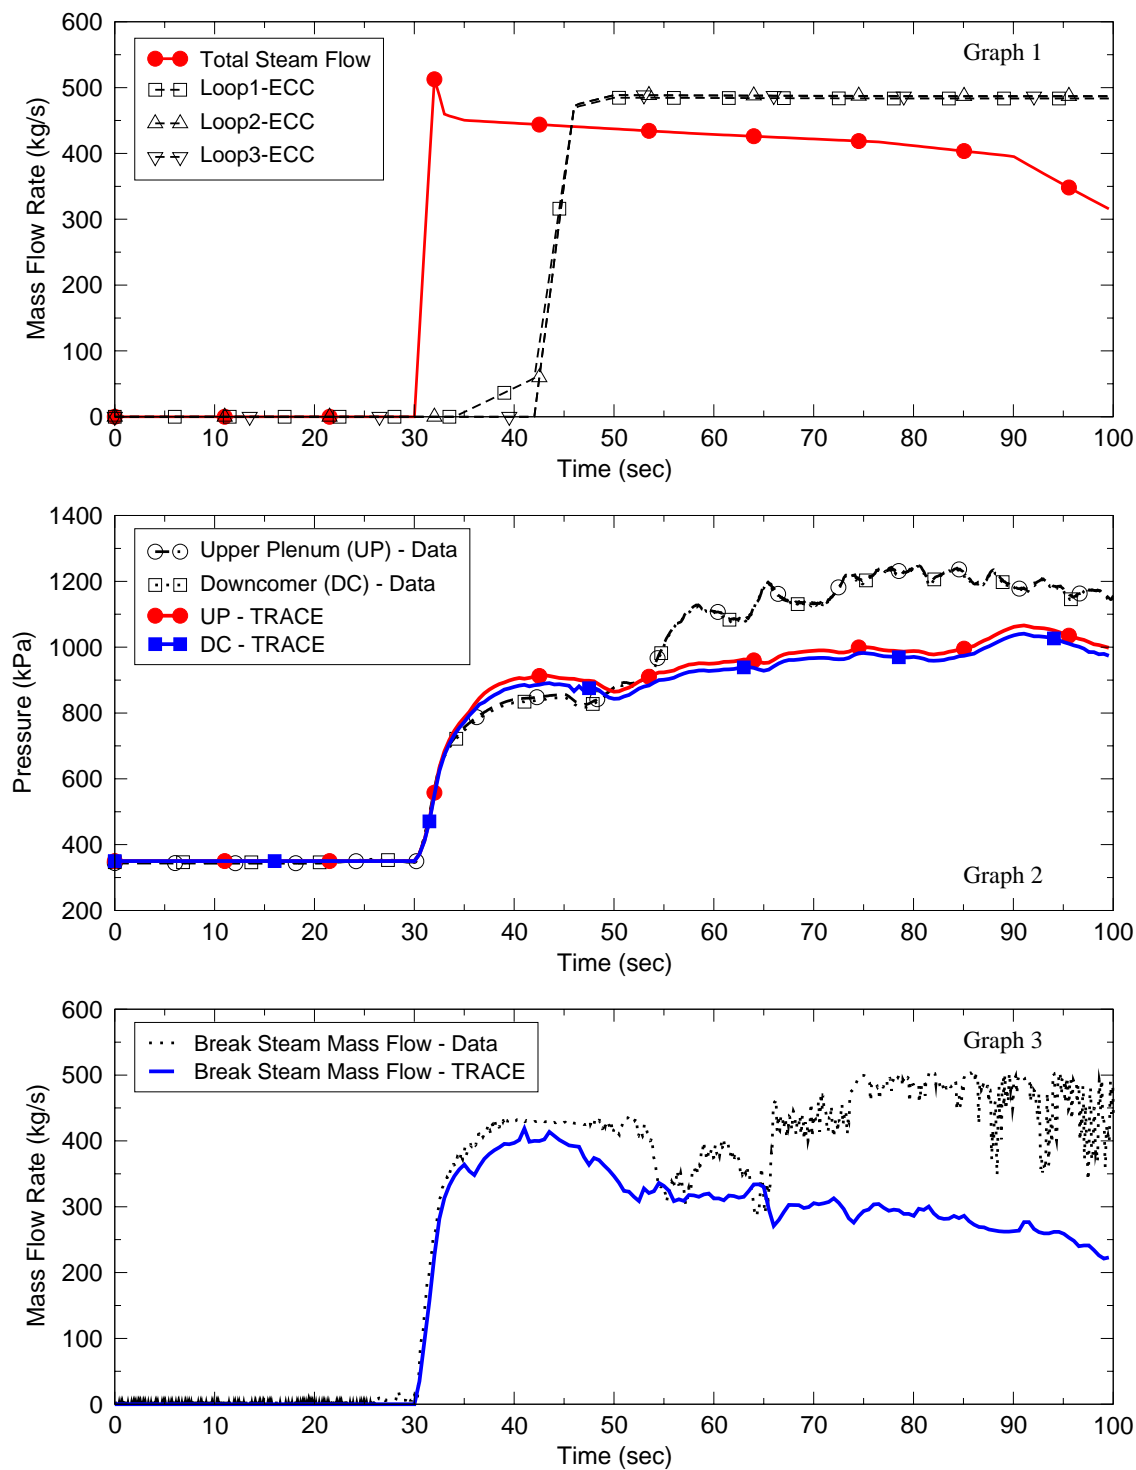 600
500
400
300
200
100
0
Mass Flow Rate (kg/s)
Graph 1
Total Steam Flow
Loop1-ECC
Loop2-ECC
Loop3-ECC
0 10 20 30 40 50 60 70 80 90 100
Time (sec)
1400
1200
1000
800
600
400
200
Pressure (kPa)
Upper Plenum (UP) - Data
Downcomer (DC) - Data
UP - TRACE
DC - TRACE
Graph 2
0 10 20 30 40 50 60 70 80 90 100
Time (sec)
600
500
400
300
200
100
0
Mass Flow Rate (kg/s)
Break Steam Mass Flow - Data
Break Steam Mass Flow - TRACE
Graph 3
0 10 20 30 40 50 60 70 80 90 100
Time (sec)